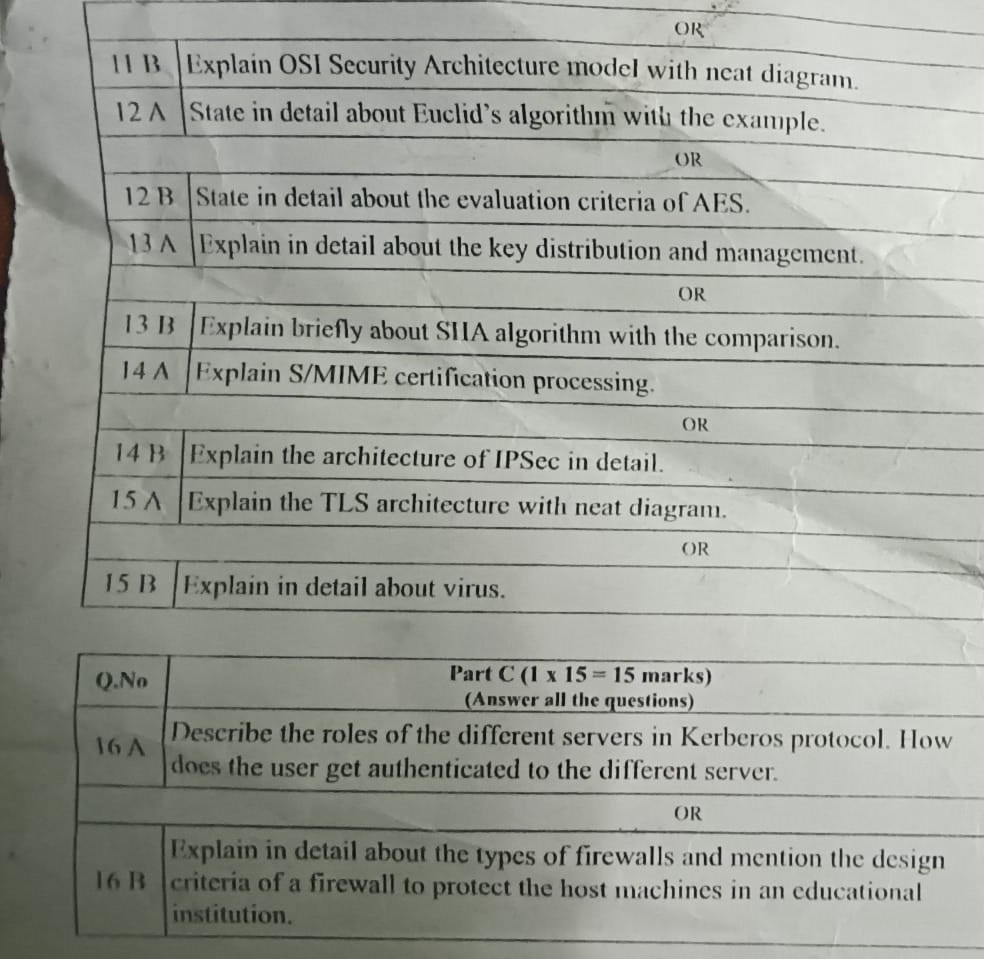 OR
11 B Explain OSI Security Architecture model with neat diagram.
12 A State in detail about Euclid's algorithm with the example.
OR
12 B State in detail about the evaluation criteria of AES.
13 A Explain in detail about the key distribution and management.
OR
13 B Explain briefly about SHA algorithm with the comparison.
14 A Explain S/MIME certification processing.
OR
14 B Explain the architecture of IPSec in detail.
15 A Explain the TLS architecture with neat diagram.
OR
15 B Explain in detail about virus.
Q.No Part C (1 x 15 = 15 marks)
(Answer all the questions)
16 A Describe the roles of the different servers in Kerberos protocol. How
does the user get authenticated to the different server.
OR
Explain in detail about the types of firewalls and mention the design
16 B criteria of a firewall to protect the host machines in an educational
institution.